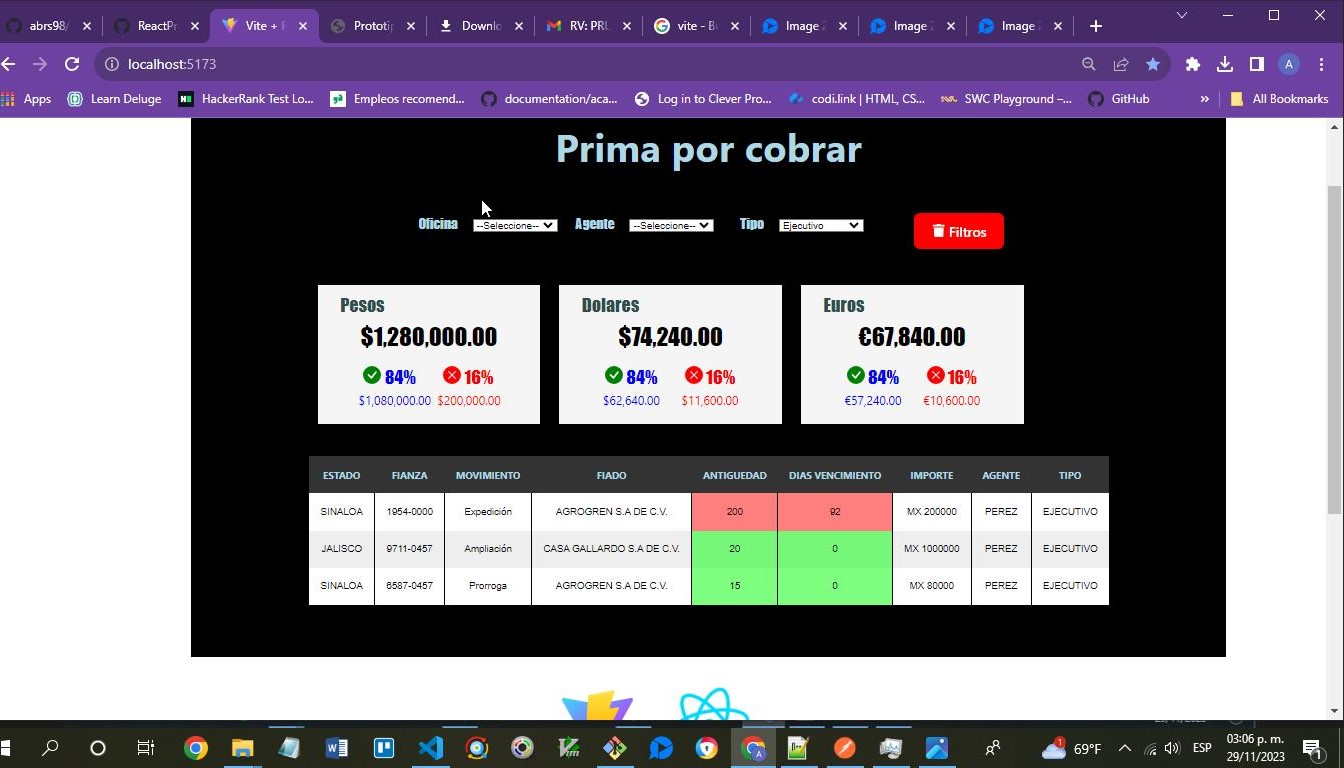 abrs98/
ReactPr
Vite + F
Prototip
Downlo
RV: PRU
vite - Bu
Image Z
Image Z
Image Z
localhost:5173
A
Apps
Learn Deluge
HackerRank Test Lo...
Empleos recomend...
documentation/aca...
Log in to Clever Pro...
codi.link | HTML, CS...
SWC Playground –...
GitHub
»
All Bookmarks
Prima por cobrar
Oficina --Seleccione-- Agente --Seleccione-- Tipo Ejecutivo Filtros
Pesos Dolares Euros
$1,280,000.00 $74,240.00 €67,840.00
84% 16% 84% 16% 84% 16%
$1,080,000.00 $200,000.00 $62,640.00 $11,600.00 €57,240.00 €10,600.00
ESTADO FIANZA MOVIMIENTO FIADO ANTIGUEDAD DIAS VENCIMIENTO IMPORTE AGENTE TIPO
SINALOA 1954-0000 Expedición AGROGREN S.A DE C.V. 200 92 MX 200000 PEREZ EJECUTIVO
JALISCO 9711-0457 Ampliación CASA GALLARDO S.A DE C.V. 20 0 MX 1000000 PEREZ EJECUTIVO
SINALOA 6587-0457 Prorroga AGROGREN S.A DE C.V. 15 0 MX 80000 PEREZ EJECUTIVO
1
69°F
ESP
03:06 p. m.
29/11/2023
1